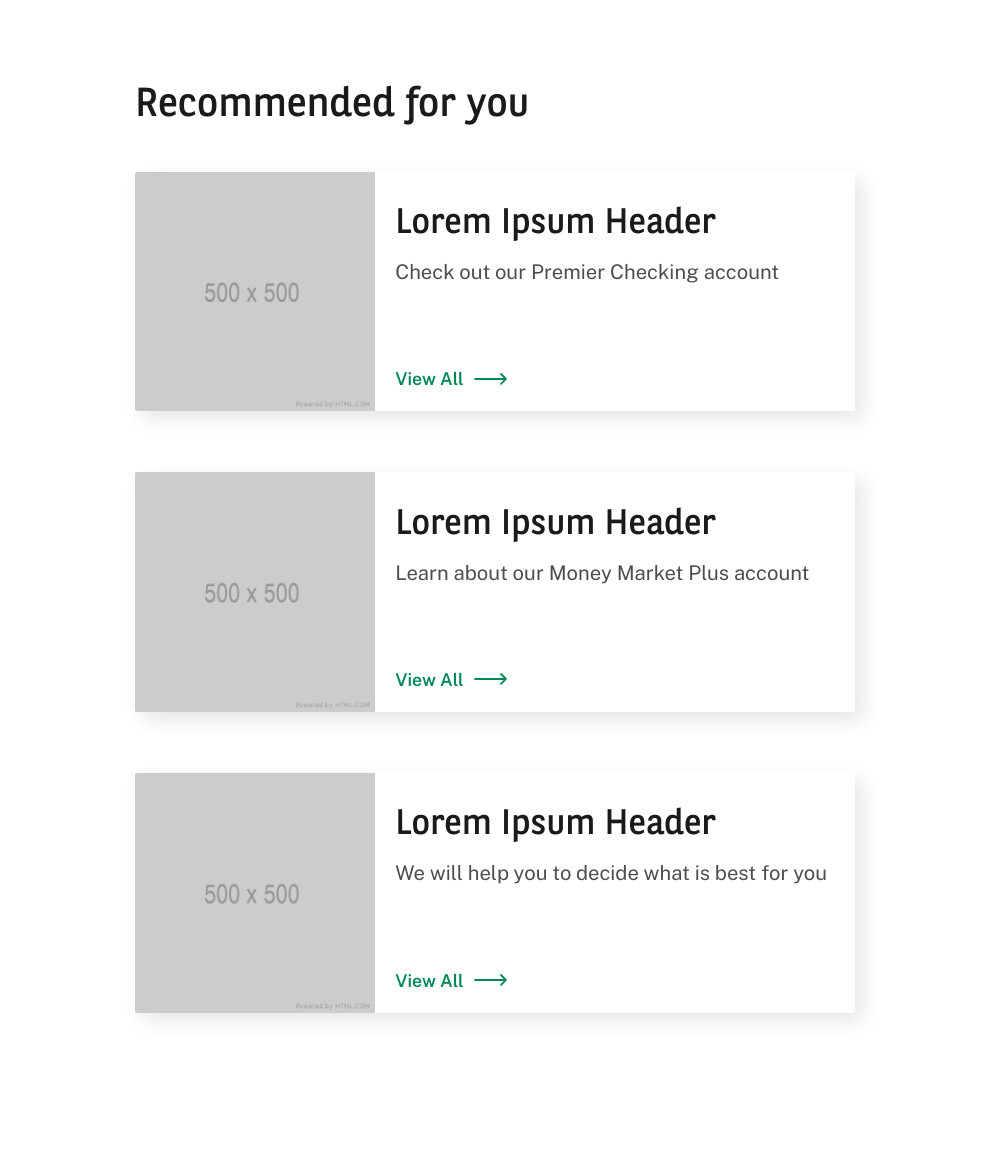 Recommended for you
500 x 500
Powered by HTML.COM
Lorem Ipsum Header
Check out our Premier Checking account
View All
500 x 500
Powered by HTML.COM
Lorem Ipsum Header
Learn about our Money Market Plus account
View All
500 x 500
Powered by HTML.COM
Lorem Ipsum Header
We will help you to decide what is best for you
View All